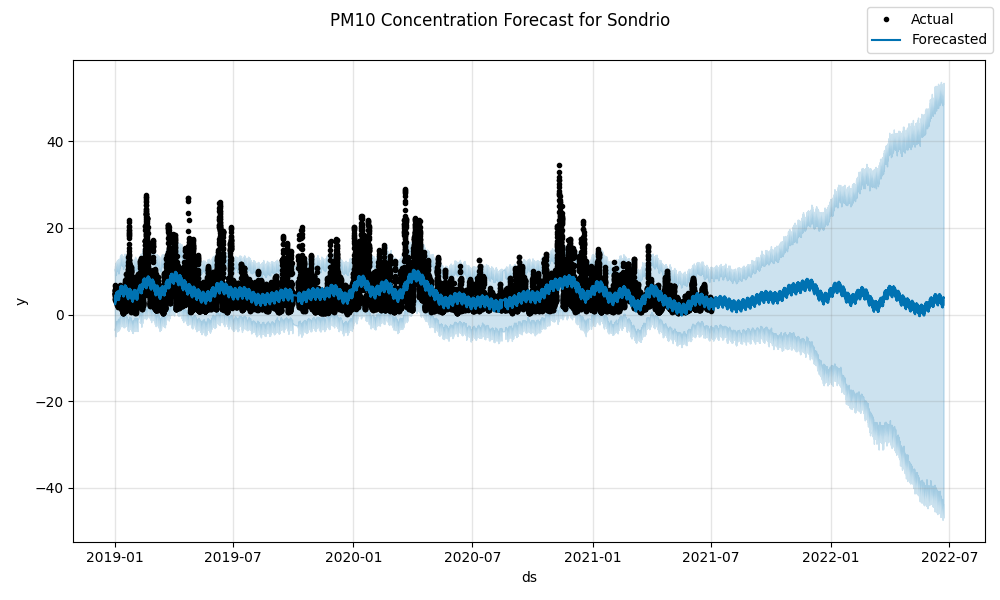 PM10 Concentration Forecast for Sondrio
Actual
Forecasted
y
40
20
0
−20
−40
2019-01 2019-07 2020-01 2020-07 2021-01 2021-07 2022-01 2022-07
ds